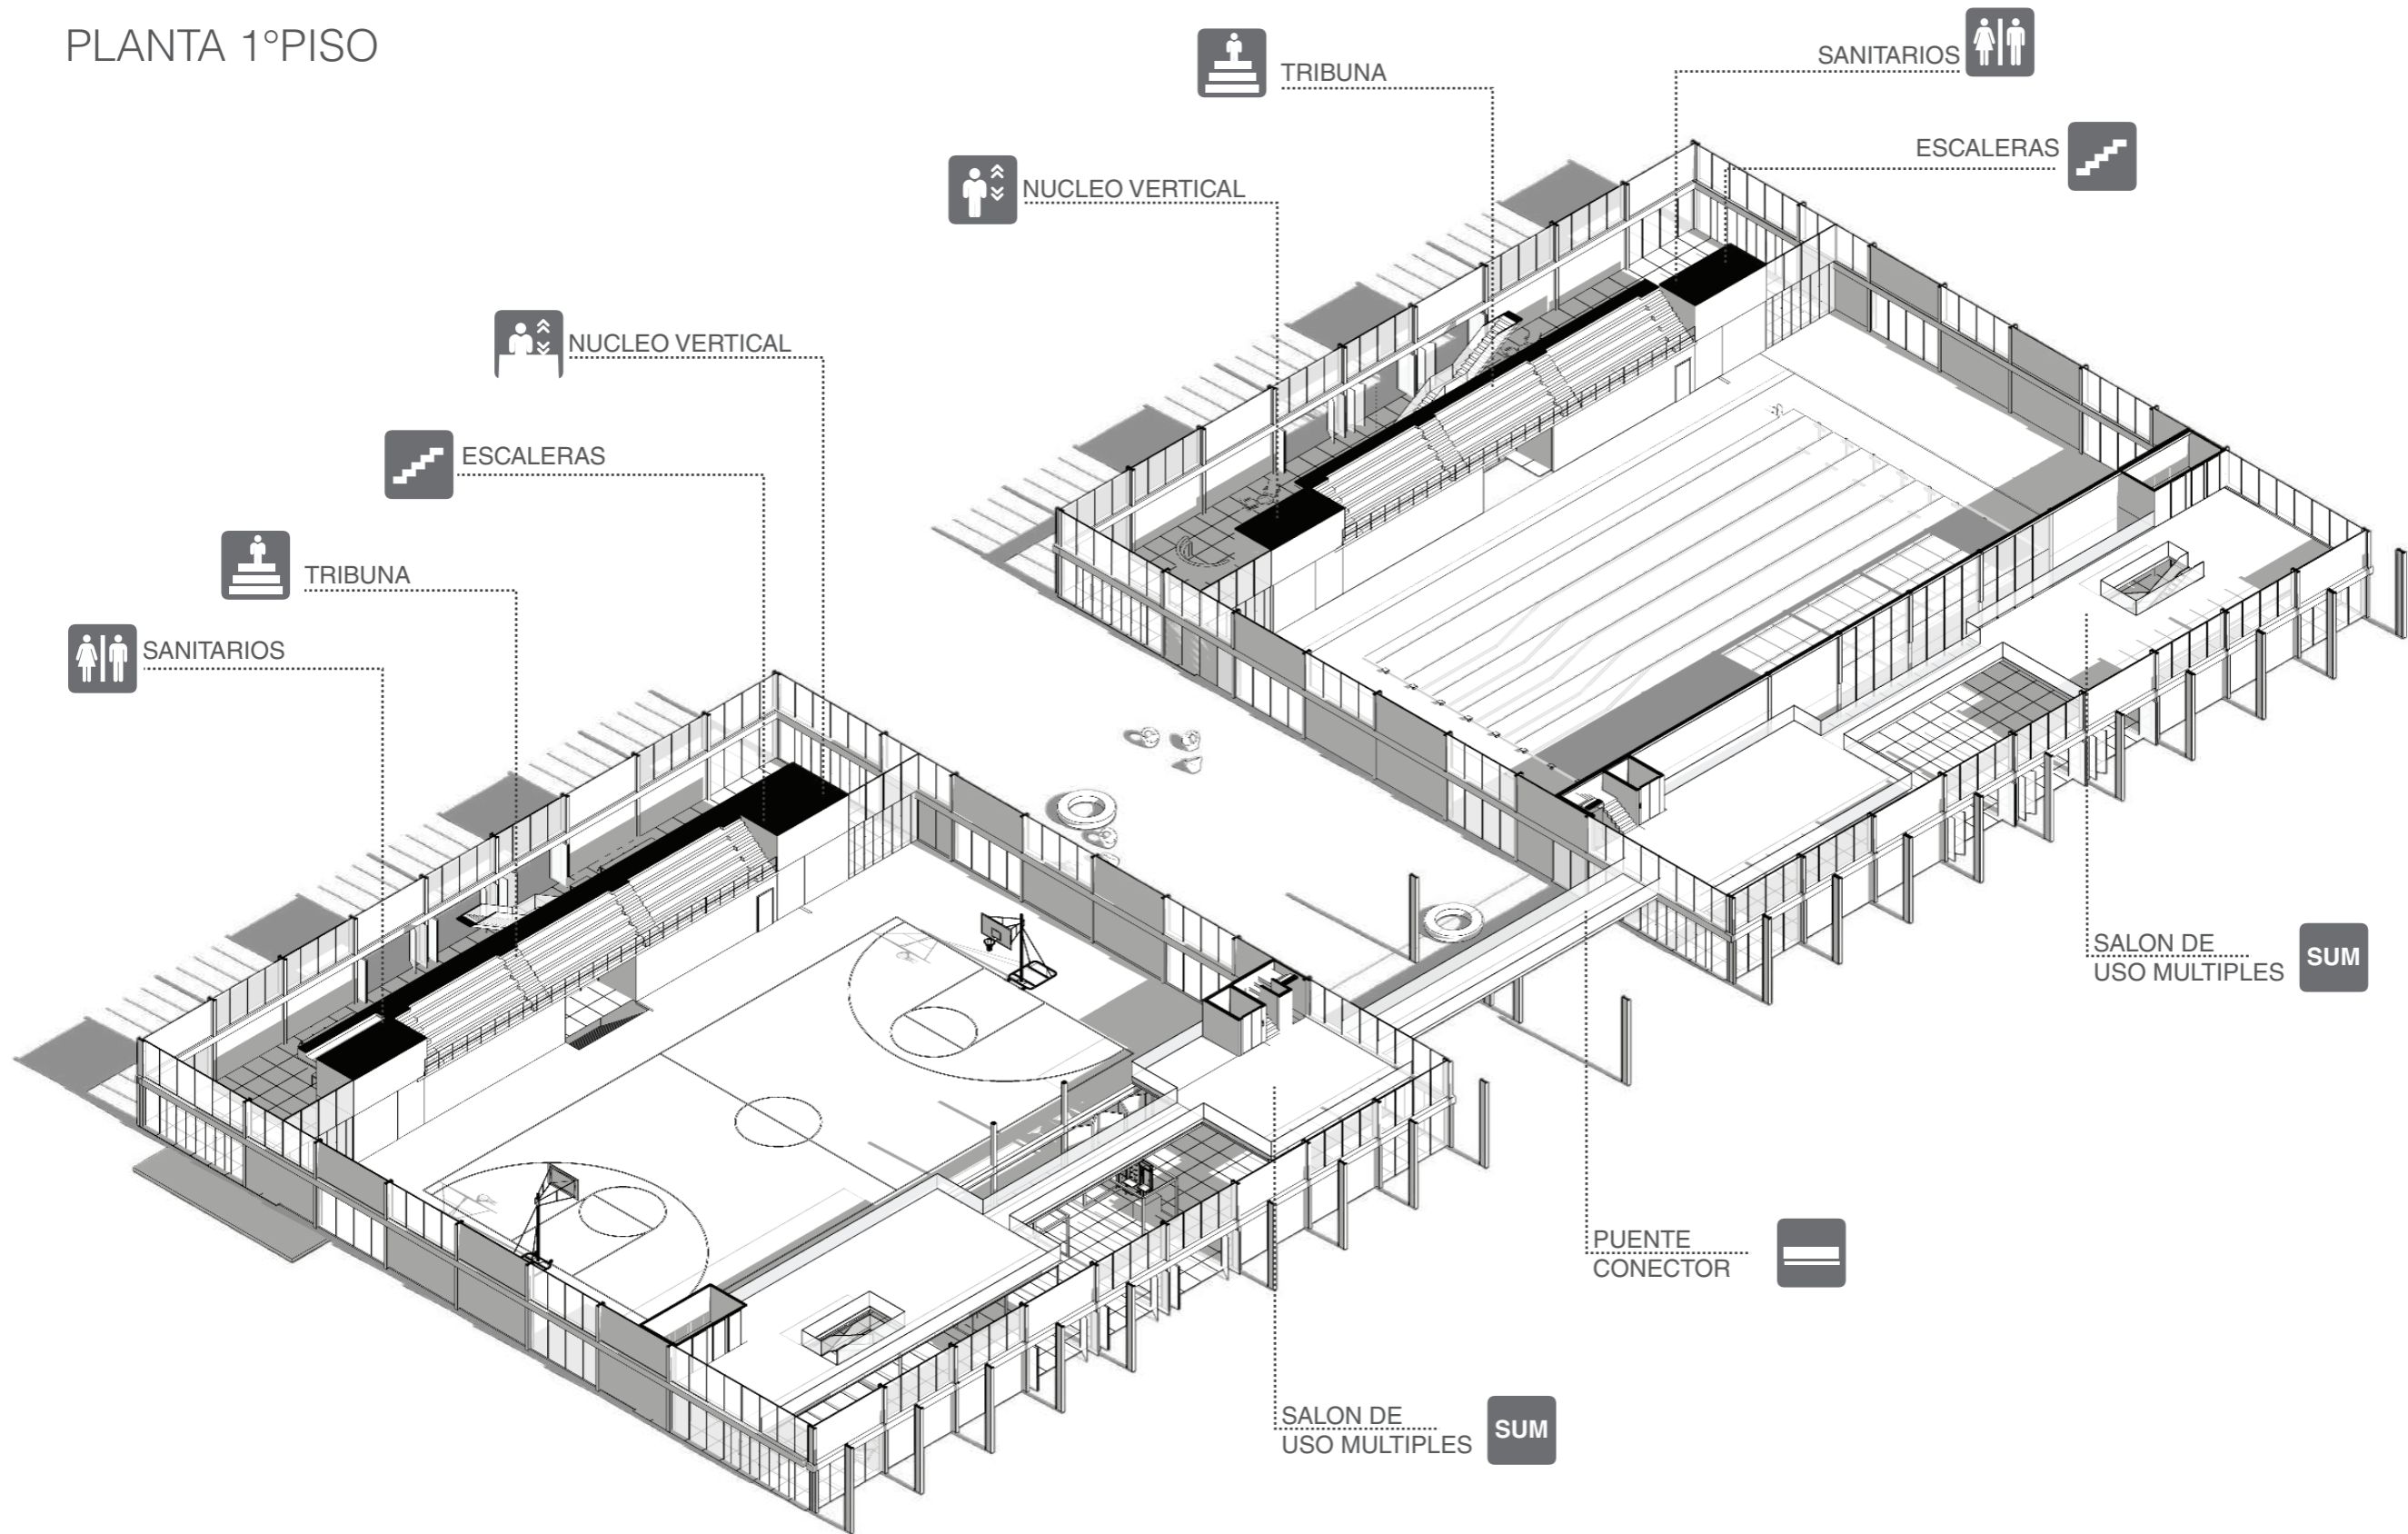 PLANTA 1°PISO
TRIBUNA
SANITARIOS
ESCALERAS
NUCLEO VERTICAL
NUCLEO VERTICAL
ESCALERAS
TRIBUNA
SANITARIOS
SALON DE
USO MULTIPLES
SUM
PUENTE
CONECTOR
SALON DE
USO MULTIPLES
SUM